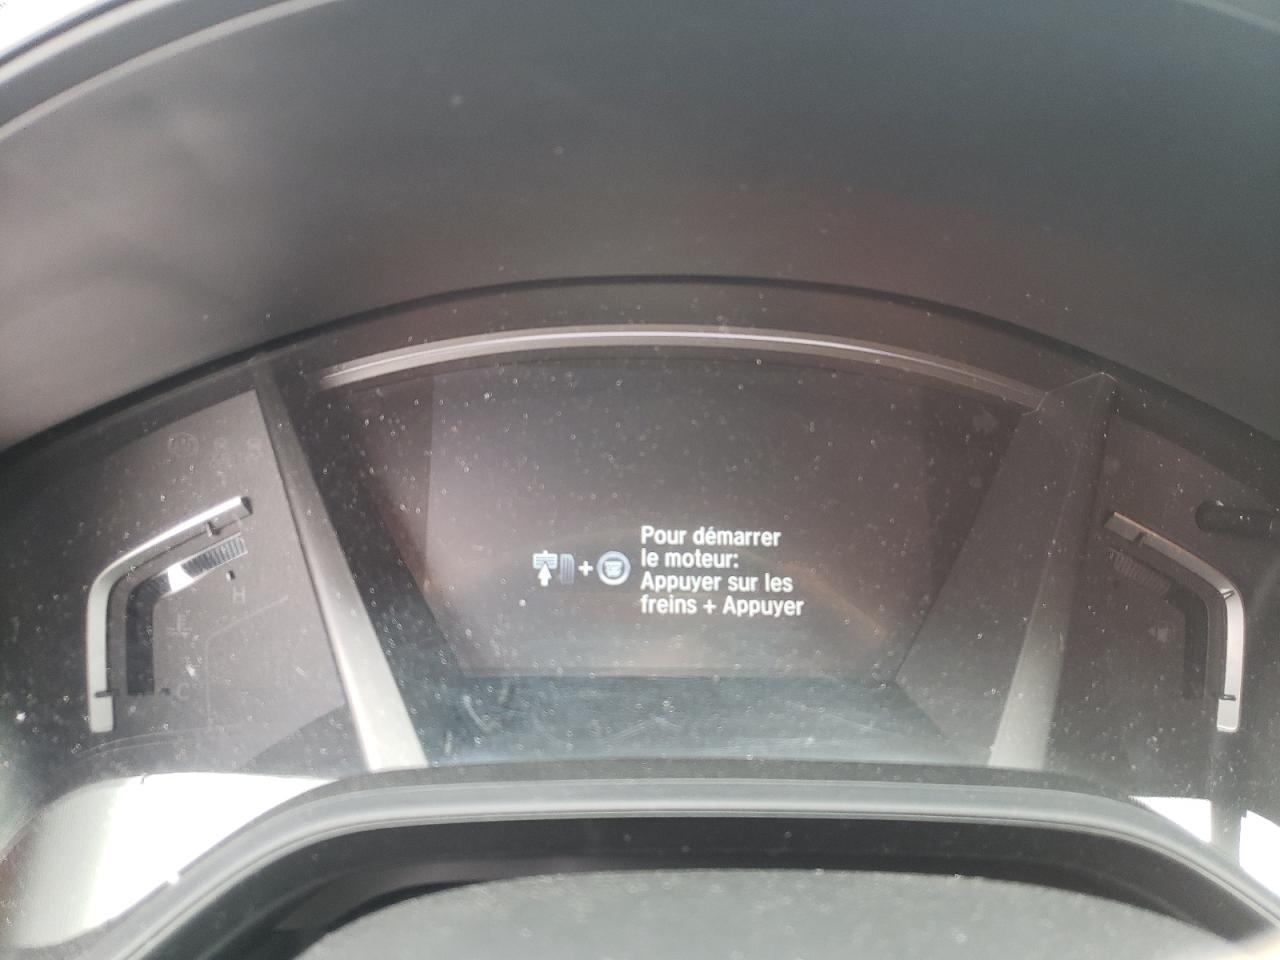 Pour démarrer
le moteur:
Appuyer sur les
freins + Appuyer
H
E
C